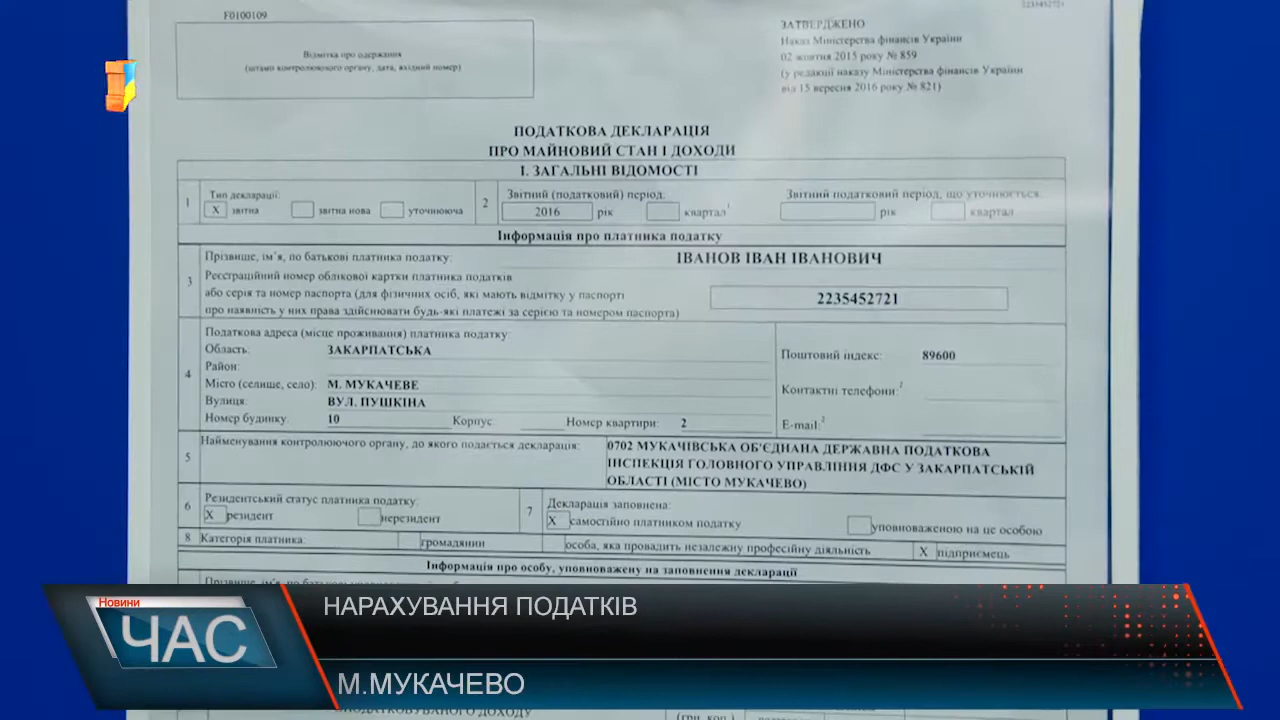 F0100109
2235452721
Відмітка про одержання
(штамп контролюючого органу, дата, вхідний номер)
ЗАТВЕРДЖЕНО
Наказ Міністерства фінансів України
02 жовтня 2015 року № 859
(у редакції наказу Міністерства фінансів України
від 15 вересня 2016 року № 821)
ПОДАТКОВА ДЕКЛАРАЦІЯ
ПРО МАЙНОВИЙ СТАН І ДОХОДИ
І. ЗАГАЛЬНІ ВІДОМОСТІ
1 Тип декларації: X звітна звітна нова уточнююча
2 Звітний (податковий) період: 2016 рік квартал1
Звітний податковий період, що уточнюється: рік квартал
Інформація про платника податку
3 Прізвище, ім'я, по батькові платника податку: ІВАНОВ ІВАН ІВАНОВИЧ
Реєстраційний номер облікової картки платника податків
або серія та номер паспорта (для фізичних осіб, які мають відмітку у паспорті
про наявність у них права здійснювати будь-які платежі за серією та номером паспорта)
2235452721
4 Податкова адреса (місце проживання) платника податку:
Область: ЗАКАРПАТСЬКА
Район:
Місто (селище, село): М. МУКАЧЕВЕ
Вулиця: ВУЛ. ПУШКІНА
Номер будинку: 10 Корпус: Номер квартири: 2
Поштовий індекс: 89600
Контактні телефони:2
E-mail:2
5 Найменування контролюючого органу, до якого подається декларація:
0702 МУКАЧІВСЬКА ОБ'ЄДНАНА ДЕРЖАВНА ПОДАТКОВА
ІНСПЕКЦІЯ ГОЛОВНОГО УПРАВЛІННЯ ДФС У ЗАКАРПАТСЬКІЙ
ОБЛАСТІ (МІСТО МУКАЧЕВО)
6 Резидентський статус платника податку:
X резидент нерезидент
7 Декларація заповнена:
X самостійно платником податку уповноваженою на це особою
8 Категорія платника: громадянин особа, яка провадить незалежну професійну діяльність X підприємець
Інформація про особу, уповноважену на заповнення декларації
Новини
ЧАС
НАРАХУВАННЯ ПОДАТКІВ
М.МУКАЧЕВО